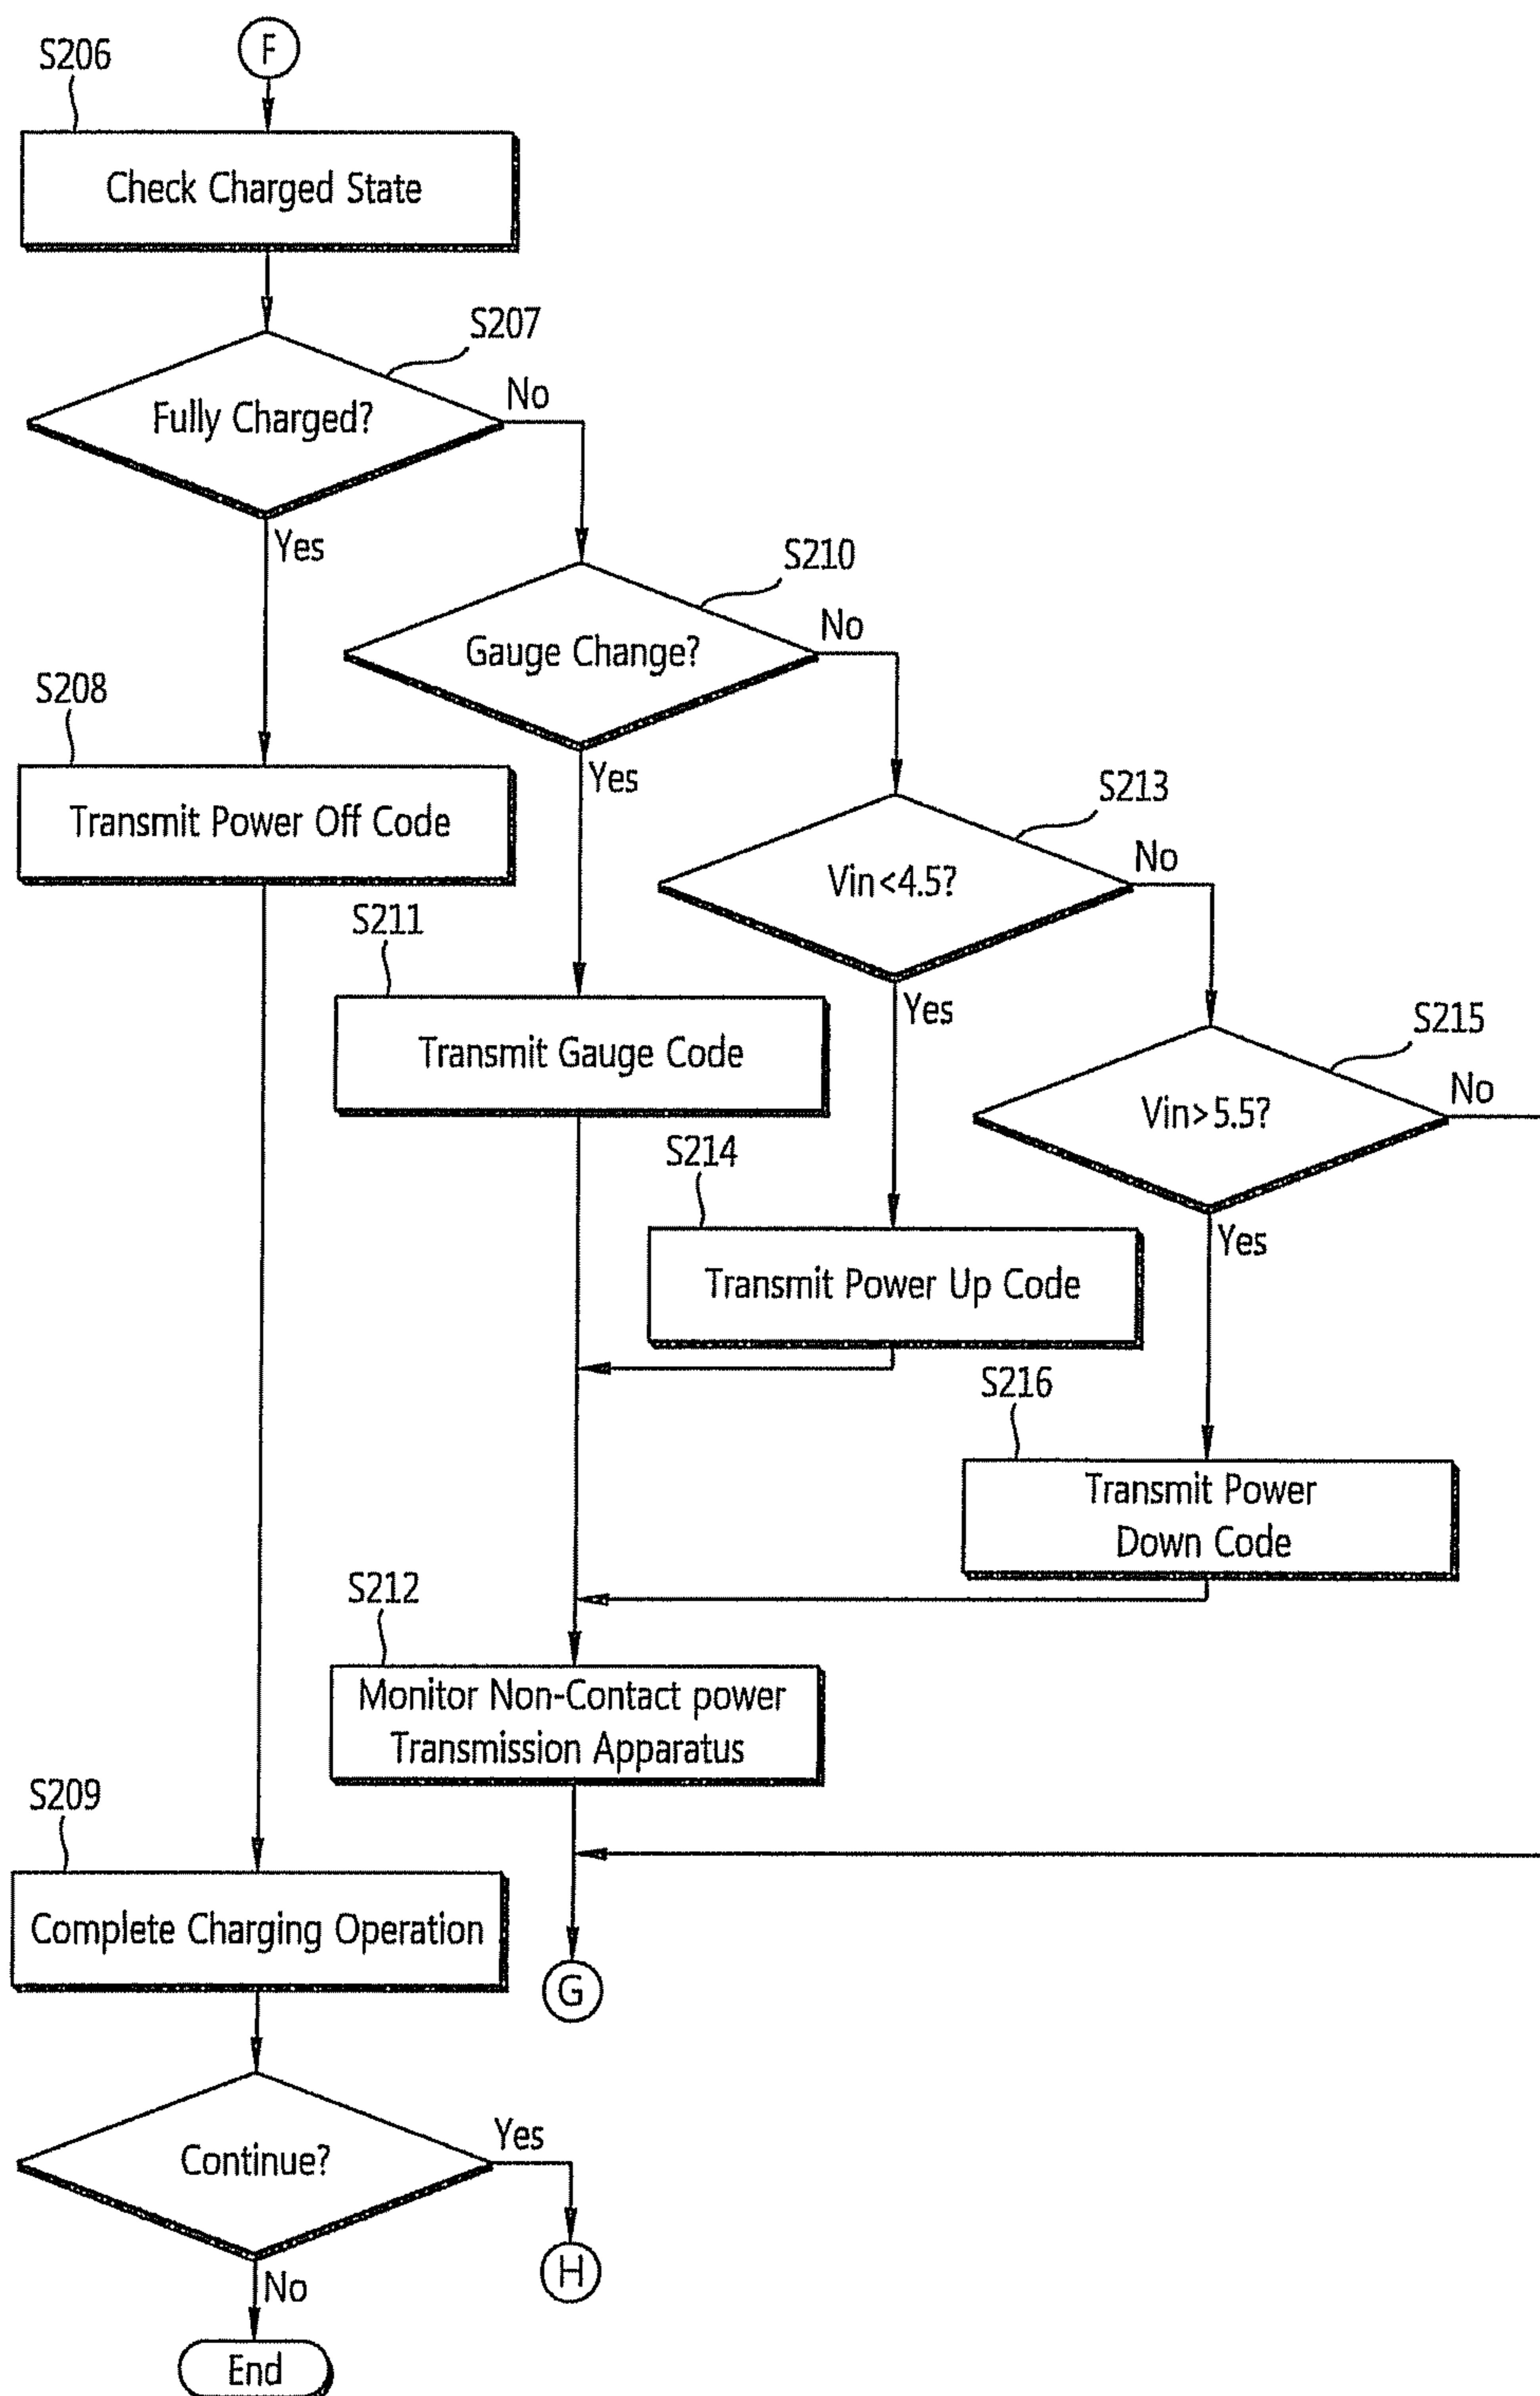 F
S206
Check Charged State
S207
Fully Charged?
No
Yes
S210
Gauge Change?
No
Yes
S208
Transmit Power Off Code
S213
Vin<4.5?
No
Yes
S211
Transmit Gauge Code
S215
Vin>5.5?
No
Yes
S214
Transmit Power Up Code
S216
Transmit Power
Down Code
S212
Monitor Non-Contact power
Transmission Apparatus
S209
Complete Charging Operation
G
Continue?
Yes
H
No
End